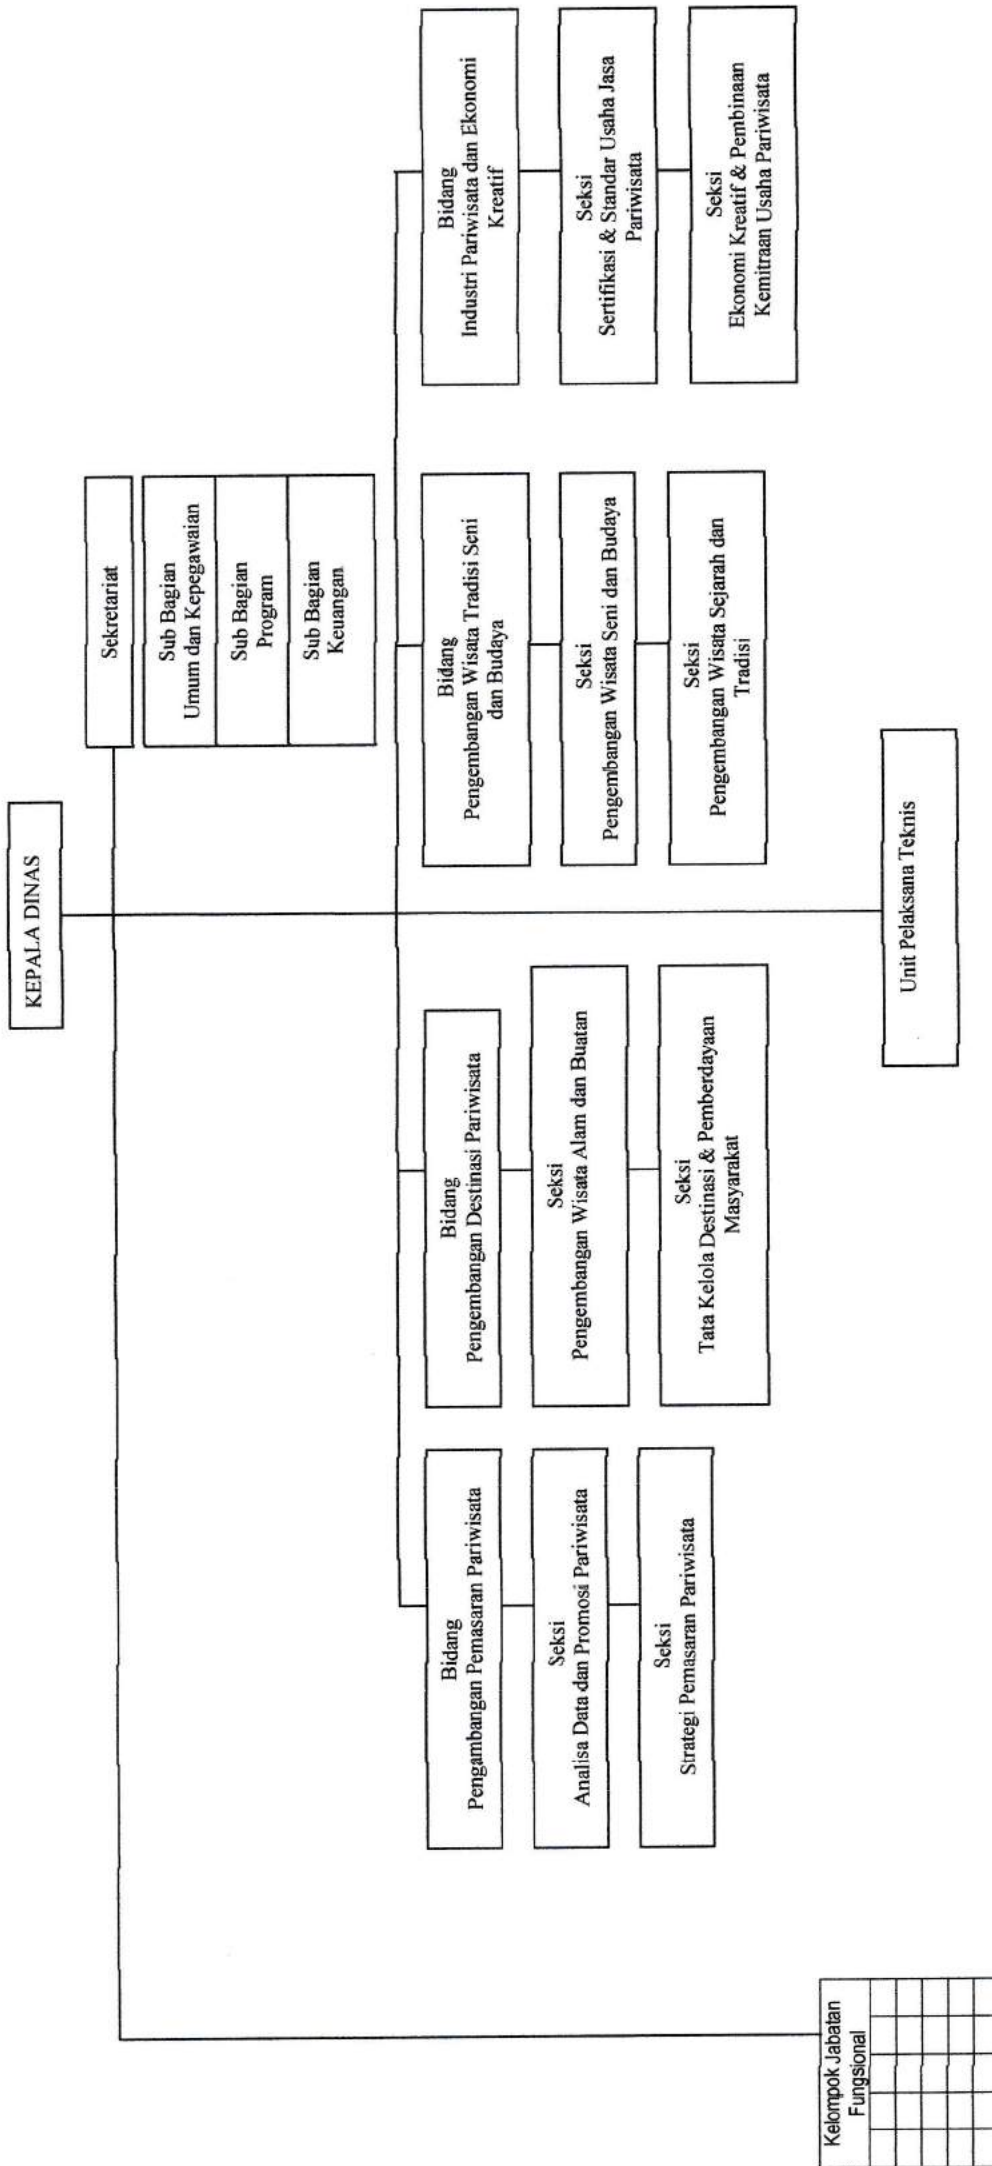 KEPALA DINAS
Sekretariat
Sub Bagian
Umum dan Kepegawaian
Sub Bagian
Program
Sub Bagian
Keuangan
Bidang
Pengambangan Pemasaran Pariwisata
Seksi
Analisa Data dan Promosi Pariwisata
Seksi
Strategi Pemasaran Pariwisata
Bidang
Pengembangan Destinasi Pariwisata
Seksi
Pengembangan Wisata Alam dan Buatan
Seksi
Tata Kelola Destinasi & Pemberdayaan
Masyarakat
Bidang
Pengembangan Wisata Tradisi Seni
dan Budaya
Seksi
Pengembangan Wisata Seni dan Budaya
Seksi
Pengembangan Wisata Sejarah dan
Tradisi
Bidang
Industri Pariwisata dan Ekonomi
Kreatif
Seksi
Sertifikasi & Standar Usaha Jasa
Pariwisata
Seksi
Ekonomi Kreatif & Pembinaan
Kemitraan Usaha Pariwisata
Kelompok Jabatan
Fungsional
Unit Pelaksana Teknis